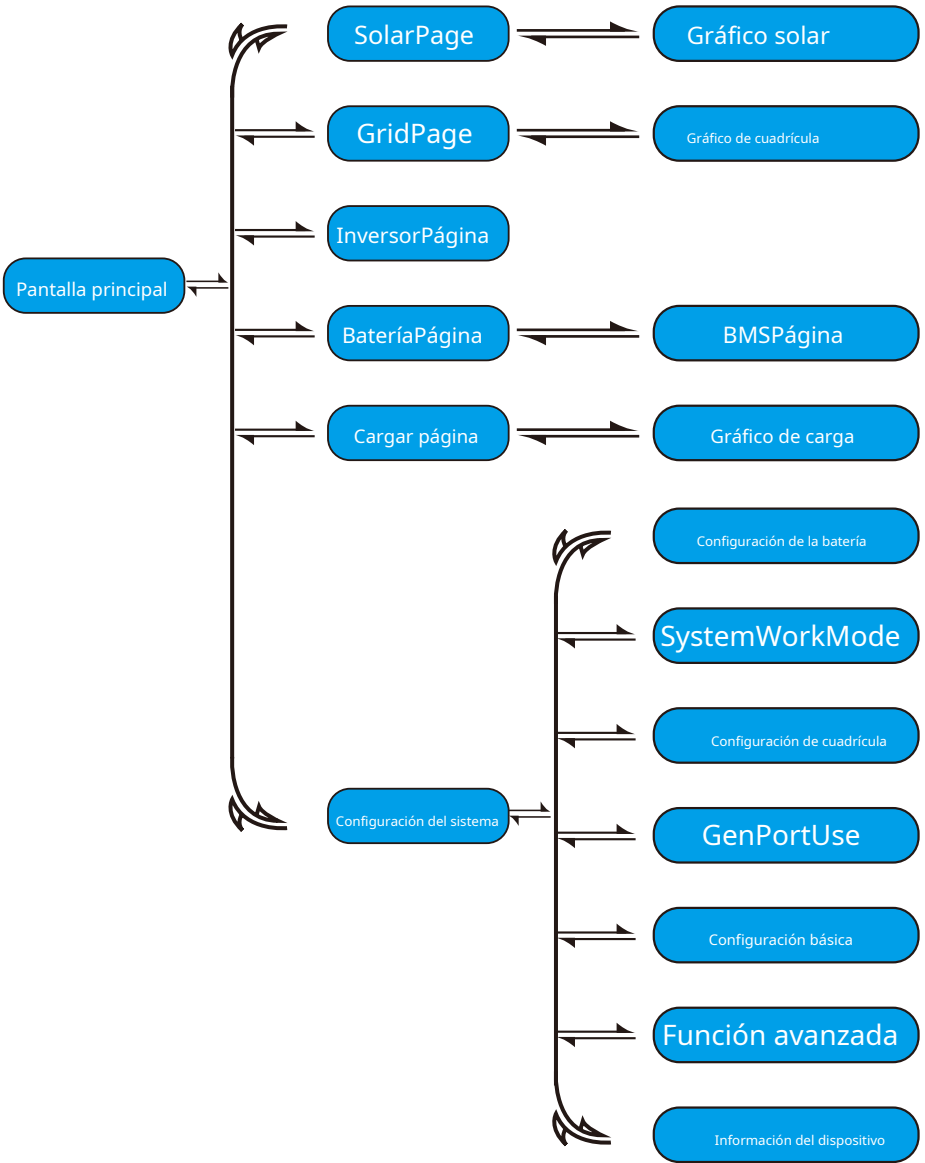 SolarPage
Gráfico solar
GridPage
Gráfico de cuadrícula
InversorPágina
Pantalla principal
BateríaPágina
BMSPágina
Cargar página
Gráfico de carga
Configuración de la batería
SystemWorkMode
Configuración de cuadrícula
Configuración del sistema
GenPortUse
Configuración básica
Función avanzada
Información del dispositivo